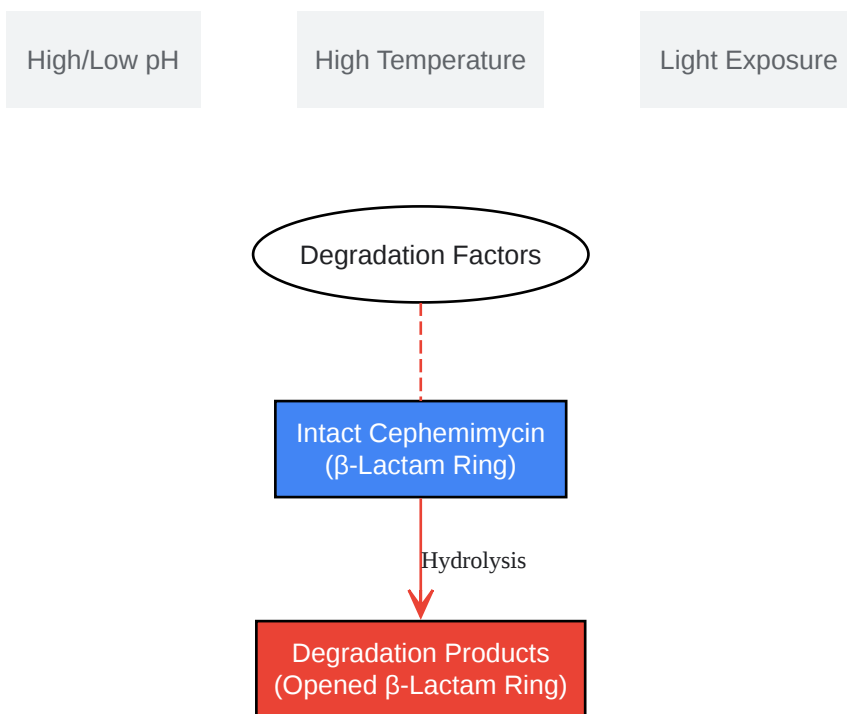 High/Low pH
High Temperature
Light Exposure
Degradation Factors
Intact Cephemimycin
(β-Lactam Ring)
Hydrolysis
Degradation Products
(Opened β-Lactam Ring)